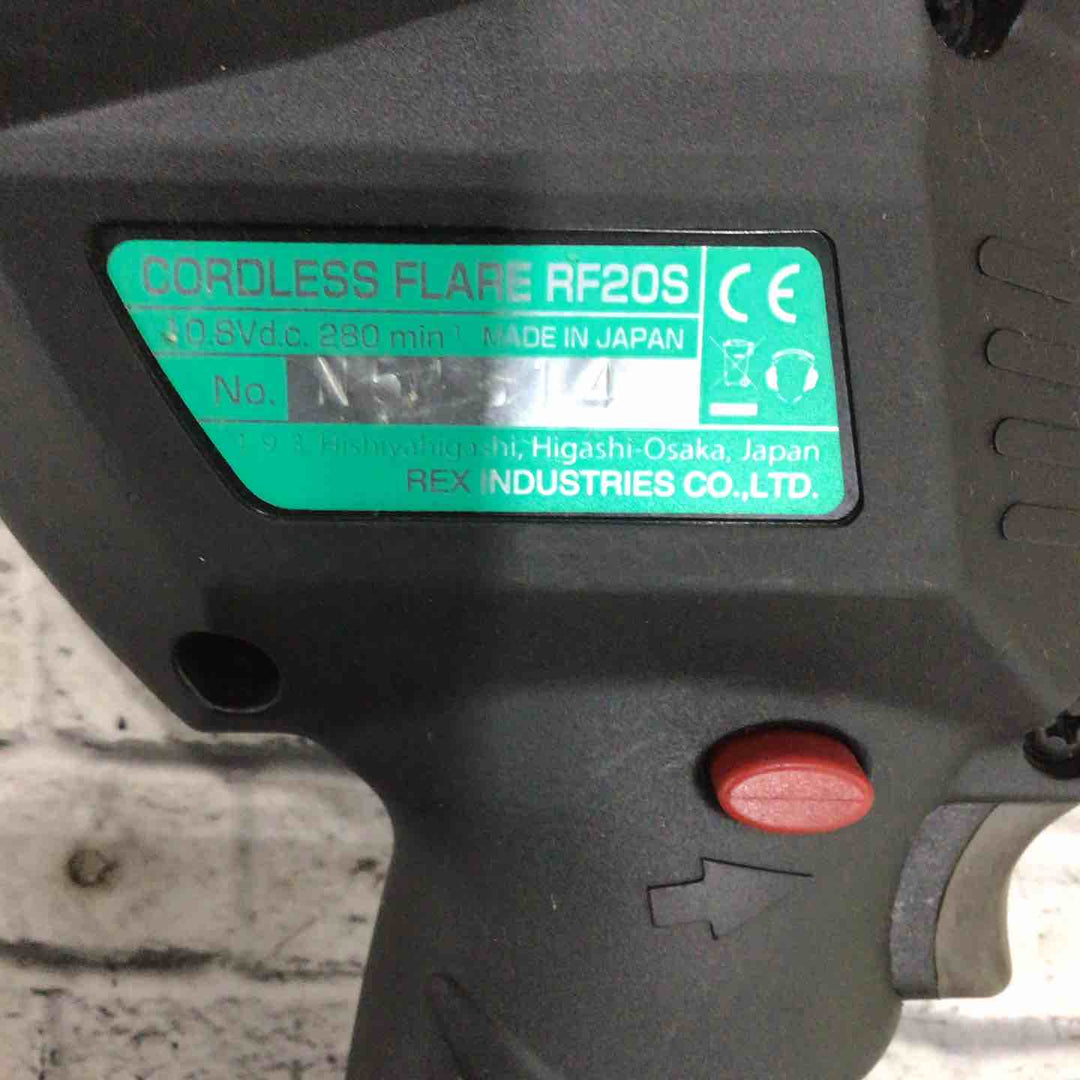 CORDLESS FLARE RF20S
10.8Vd.c. 280 min⁻¹ MADE IN JAPAN
No.
CE
Hishiyahigashi, Higashi-Osaka, Japan
REX INDUSTRIES CO.,LTD.